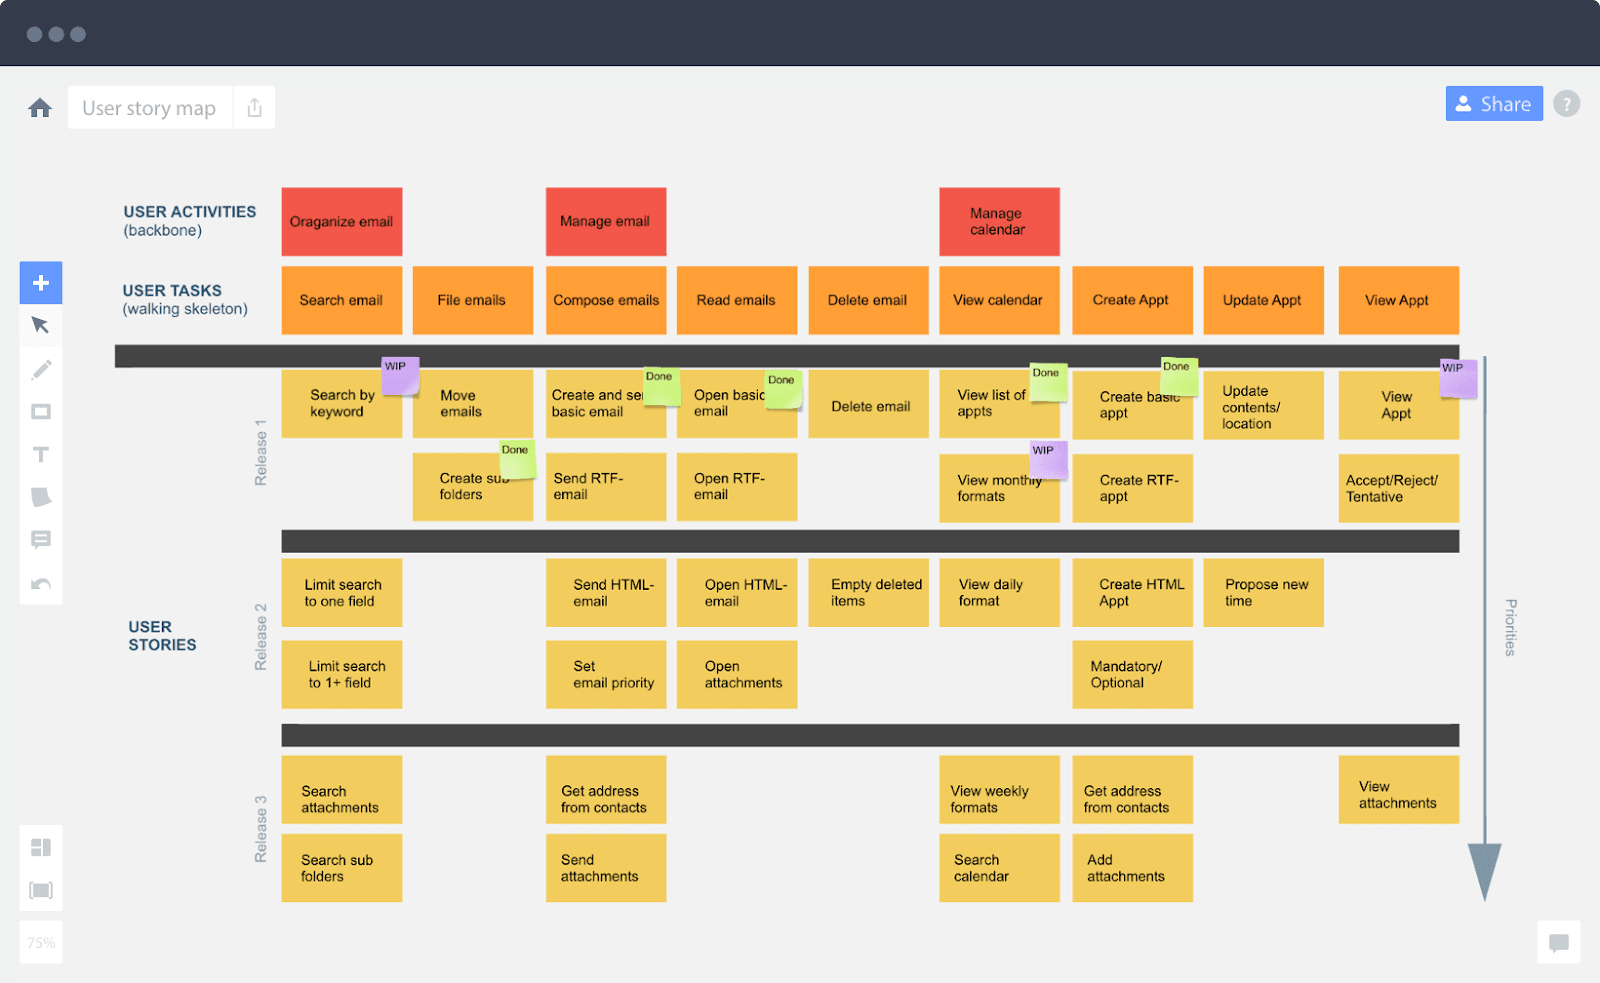 User story map
Share
?
USER ACTIVITIES
(backbone)
Oraganize email
Manage email
Manage
calendar
USER TASKS
(walking skeleton)
Search email
File emails
Compose emails
Read emails
Delete email
View calendar
Create Appt
Update Appt
View Appt
Release 1
Search by
keyword
WIP
Move
emails
Create and se
basic email
Done
Open basic
email
Done
Delete email
View list of
appts
Done
Create basic
appt
Done
Update
contents/
location
View
Appt
WIP
Create sub
folders
Done
Send RTF-
email
Open RTF-
email
View monthly
formats
WIP
Create RTF-
appt
Accept/Reject/
Tentative
USER
STORIES
Release 2
Limit search
to one field
Send HTML-
email
Open HTML-
email
Empty deleted
items
View daily
format
Create HTML
Appt
Propose new
time
Limit search
to 1+ field
Set
email priority
Open
attachments
Mandatory/
Optional
Priorities
Release 3
Search
attachments
Get address
from contacts
View weekly
formats
Get address
from contacts
View
attachments
Search sub
folders
Send
attachments
Search
calendar
Add
attachments
75%